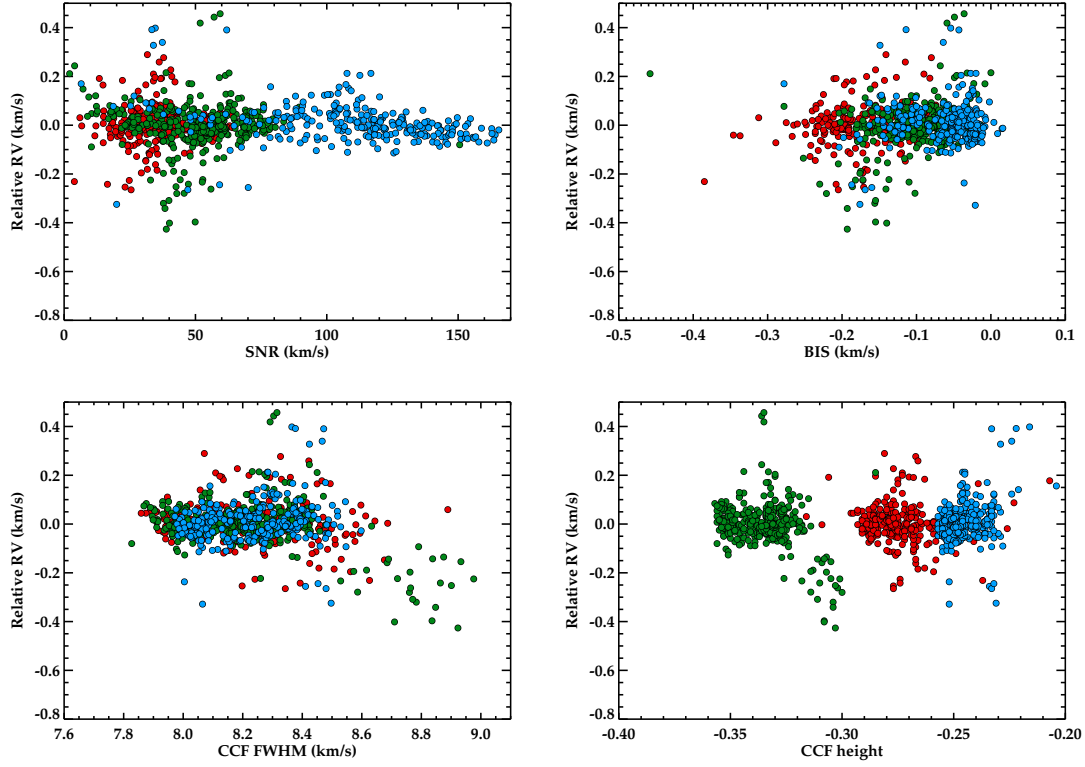 0.4
0.2
0.0
-0.2
-0.4
-0.6
-0.8
Relative RV (km/s)
0 50 100 150
SNR (km/s)
0.4
0.2
0.0
-0.2
-0.4
-0.6
-0.8
Relative RV (km/s)
-0.5 -0.4 -0.3 -0.2 -0.1 0.0 0.1
BIS (km/s)
0.4
0.2
0.0
-0.2
-0.4
-0.6
-0.8
Relative RV (km/s)
7.6 7.8 8.0 8.2 8.4 8.6 8.8 9.0
CCF FWHM (km/s)
0.4
0.2
0.0
-0.2
-0.4
-0.6
-0.8
Relative RV (km/s)
-0.40 -0.35 -0.30 -0.25 -0.20
CCF height